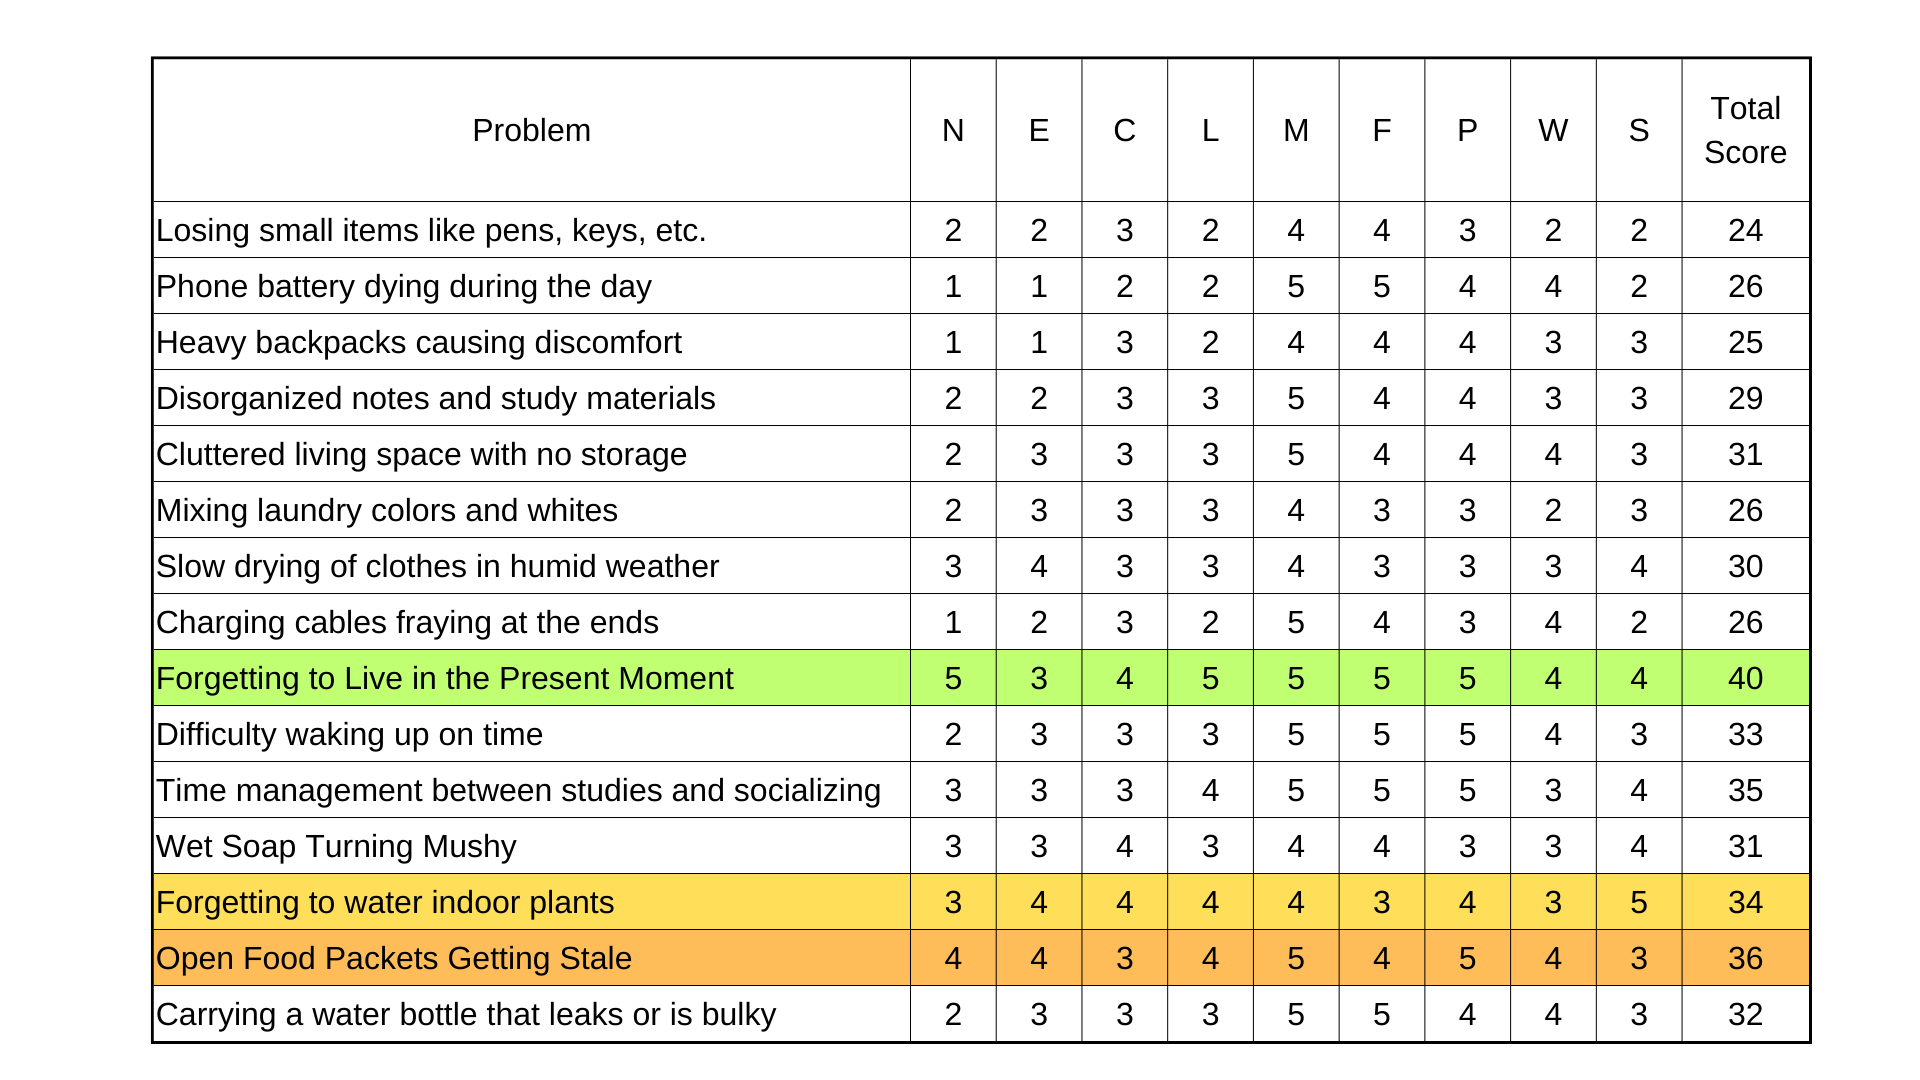 Problem N E C L M F P W S Total Score
Losing small items like pens, keys, etc. 2 2 3 2 4 4 3 2 2 24
Phone battery dying during the day 1 1 2 2 5 5 4 4 2 26
Heavy backpacks causing discomfort 1 1 3 2 4 4 4 3 3 25
Disorganized notes and study materials 2 2 3 3 5 4 4 3 3 29
Cluttered living space with no storage 2 3 3 3 5 4 4 4 3 31
Mixing laundry colors and whites 2 3 3 3 4 3 3 2 3 26
Slow drying of clothes in humid weather 3 4 3 3 4 3 3 3 4 30
Charging cables fraying at the ends 1 2 3 2 5 4 3 4 2 26
Forgetting to Live in the Present Moment 5 3 4 5 5 5 5 4 4 40
Difficulty waking up on time 2 3 3 3 5 5 5 4 3 33
Time management between studies and socializing 3 3 3 4 5 5 5 3 4 35
Wet Soap Turning Mushy 3 3 4 3 4 4 3 3 4 31
Forgetting to water indoor plants 3 4 4 4 4 3 4 3 5 34
Open Food Packets Getting Stale 4 4 3 4 5 4 5 4 3 36
Carrying a water bottle that leaks or is bulky 2 3 3 3 5 5 4 4 3 32